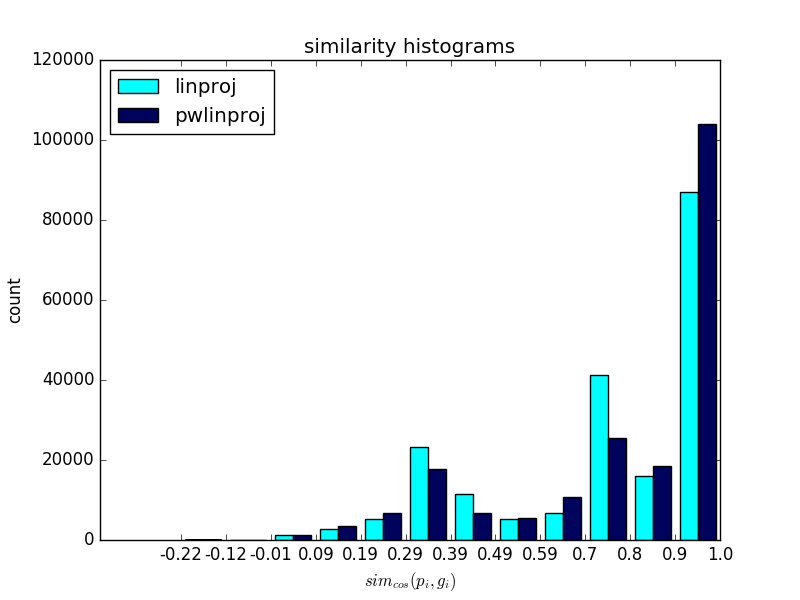 similarity histograms
120000
100000
80000
60000
40000
20000
0
count
linproj
pwlinproj
-0.22 -0.12 -0.01 0.09 0.19 0.29 0.39 0.49 0.59 0.7 0.8 0.9 1.0
sim_cos(p_i, g_i)